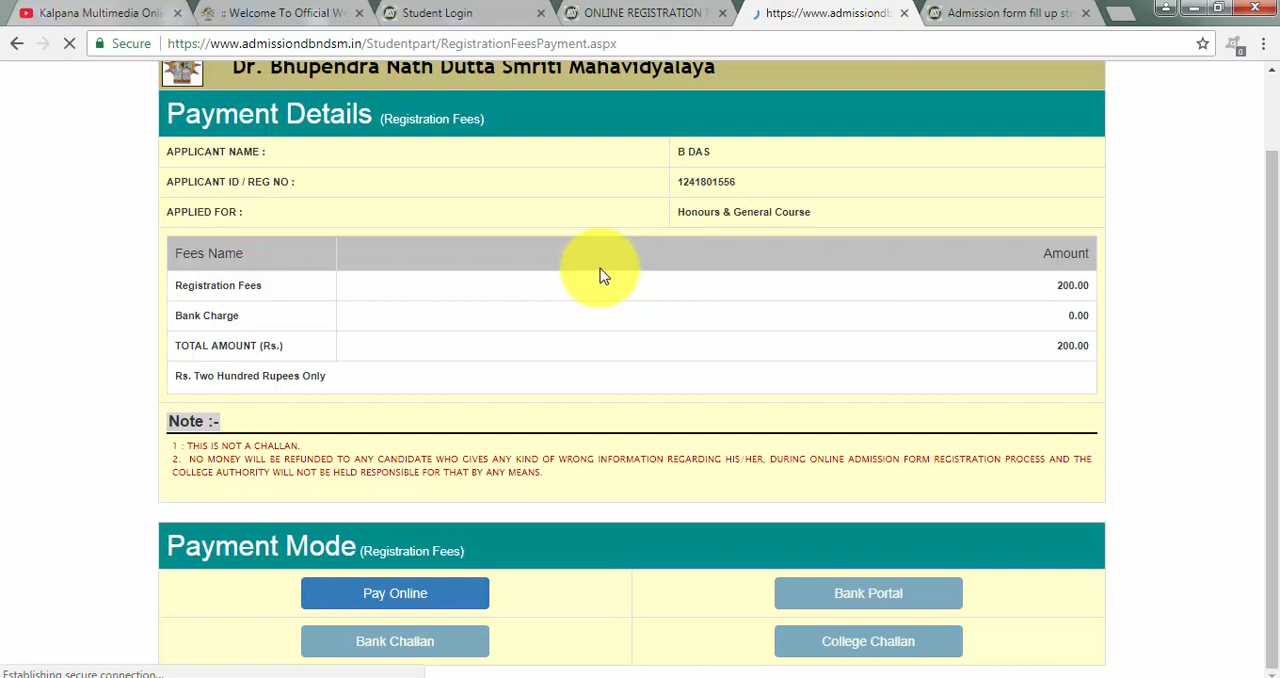 Kalpana Multimedia Onli
:: Welcome To Official We
Student Login
ONLINE REGISTRATION
https://www.admissiondb
Admission form fill up ste
Secure
https://www.admissiondbndsm.in/Studentpart/RegistrationFeesPayment.aspx
0
Dr. Bhupendra Nath Dutta Smriti Mahavidyalaya
Payment Details (Registration Fees)
APPLICANT NAME : B DAS
APPLICANT ID / REG NO : 1241801556
APPLIED FOR : Honours & General Course
Fees Name Amount
Registration Fees 200.00
Bank Charge 0.00
TOTAL AMOUNT (Rs.) 200.00
Rs. Two Hundred Rupees Only
Note :-
1 : THIS IS NOT A CHALLAN.
2. NO MONEY WILL BE REFUNDED TO ANY CANDIDATE WHO GIVES ANY KIND OF WRONG INFORMATION REGARDING HIS/HER, DURING ONLINE ADMISSION FORM REGISTRATION PROCESS AND THE
COLLEGE AUTHORITY WILL NOT BE HELD RESPONSIBLE FOR THAT BY ANY MEANS.
Payment Mode (Registration Fees)
Pay Online Bank Portal
Bank Challan College Challan
Establishing secure connection...